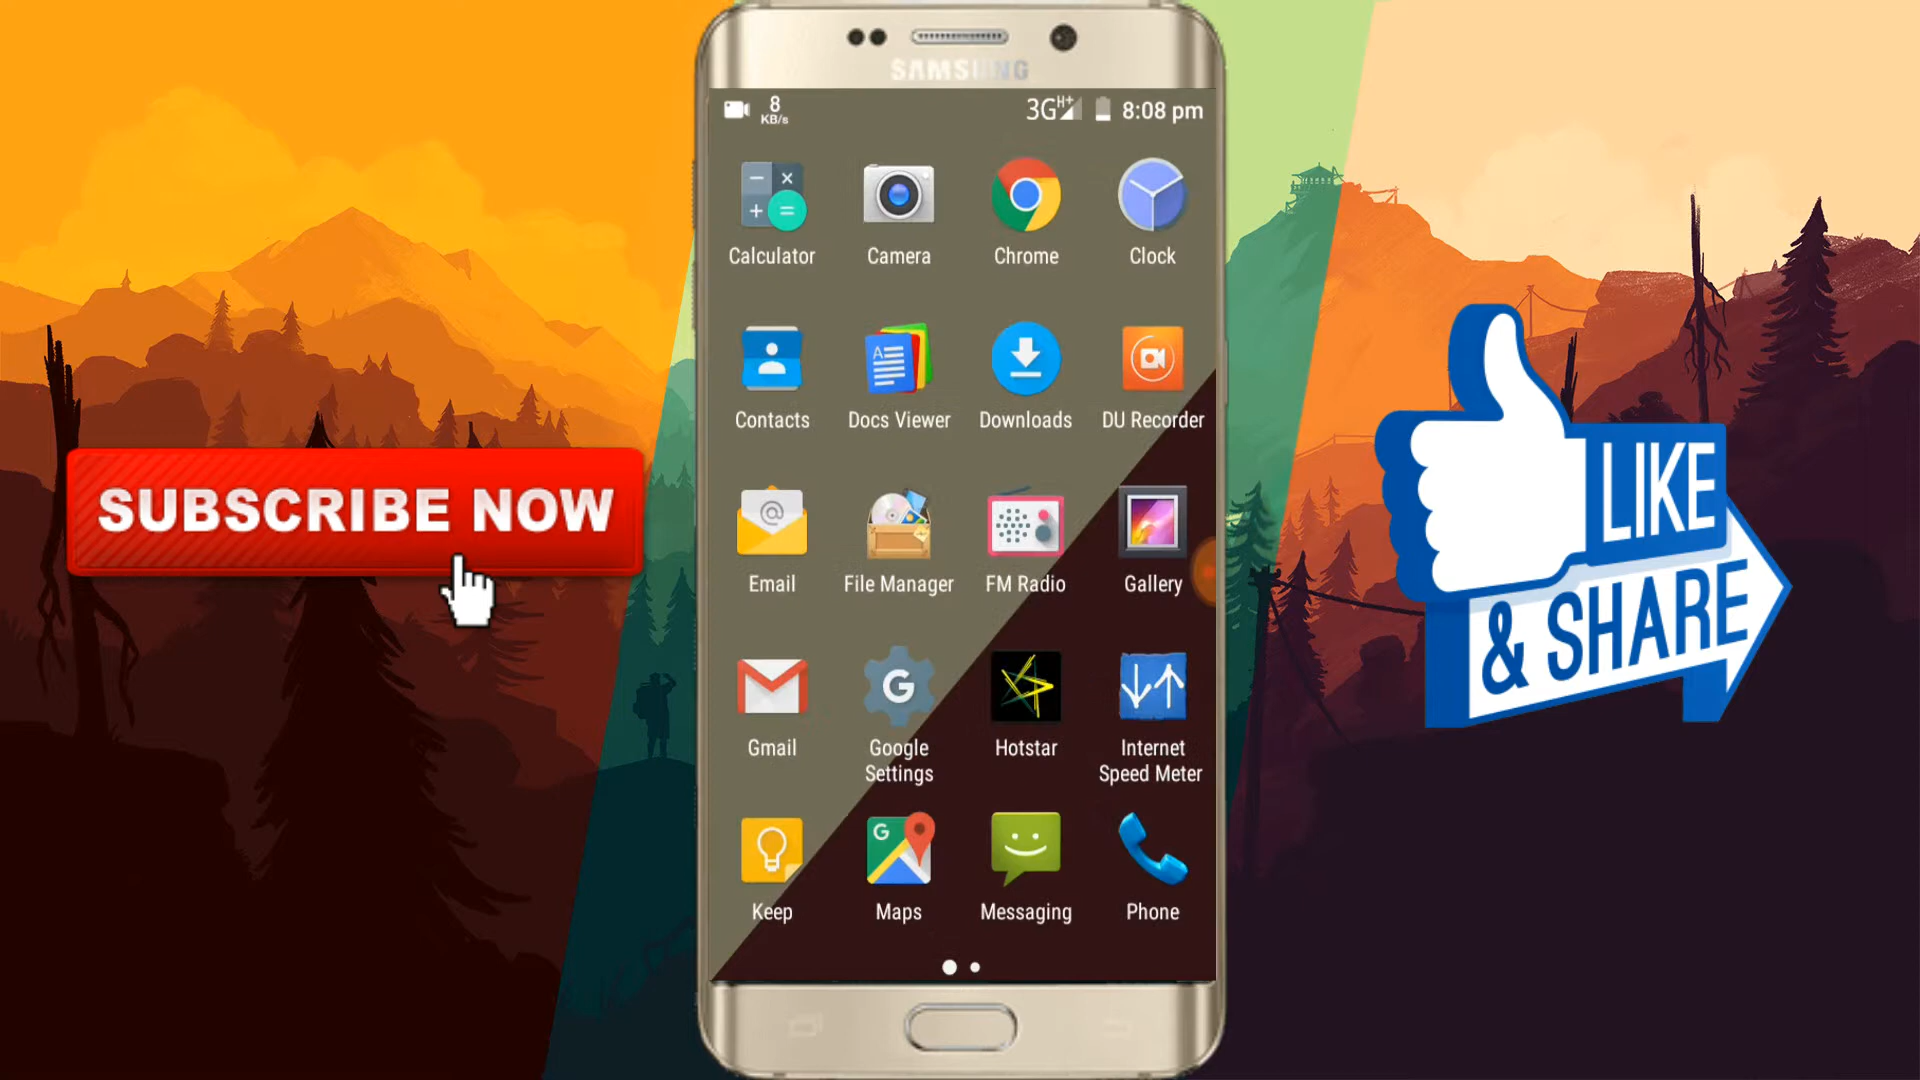 SAMSUNG
8
KB/s
3G H+ 8:08 pm
Calculator Camera Chrome Clock
Contacts Docs Viewer Downloads DU Recorder
Email File Manager FM Radio Gallery
Gmail Google Settings Hotstar Internet Speed Meter
Keep Maps Messaging Phone
SUBSCRIBE NOW
LIKE
& SHARE